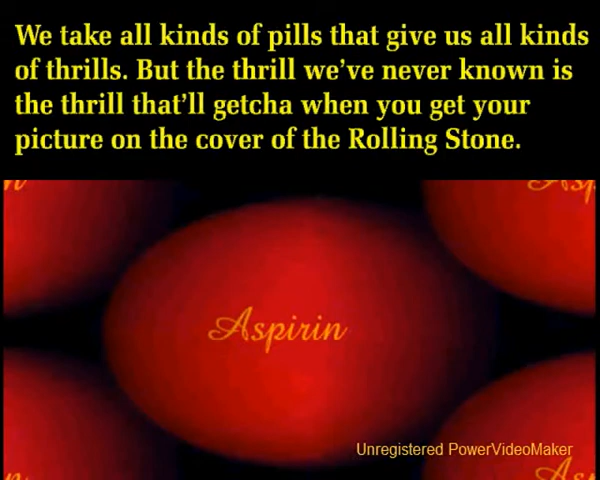 We take all kinds of pills that give us all kinds
of thrills. But the thrill we've never known is
the thrill that'll getcha when you get your
picture on the cover of the Rolling Stone.
Aspirin
Unregistered PowerVideoMaker